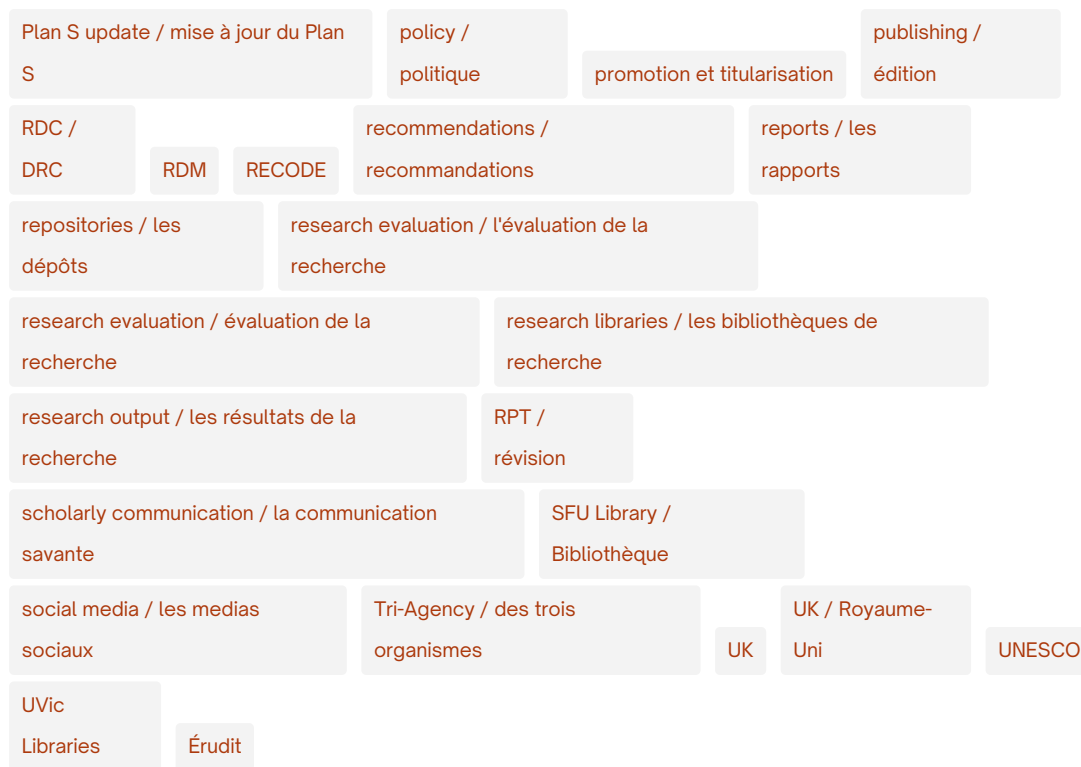 Plan S update / mise à jour du Plan
S
policy /
politique
promotion et titularisation
publishing /
édition
RDC /
DRC
RDM
RECODE
recommendations /
recommandations
reports / les
rapports
repositories / les
dépôts
research evaluation / l'évaluation de la
recherche
research evaluation / évaluation de la
recherche
research libraries / les bibliothèques de
recherche
research output / les résultats de la
recherche
RPT /
révision
scholarly communication / la communication
savante
SFU Library /
Bibliothèque
social media / les medias
sociaux
Tri-Agency / des trois
organismes
UK
UK / Royaume-
Uni
UNESCO
UVic
Libraries
Érudit